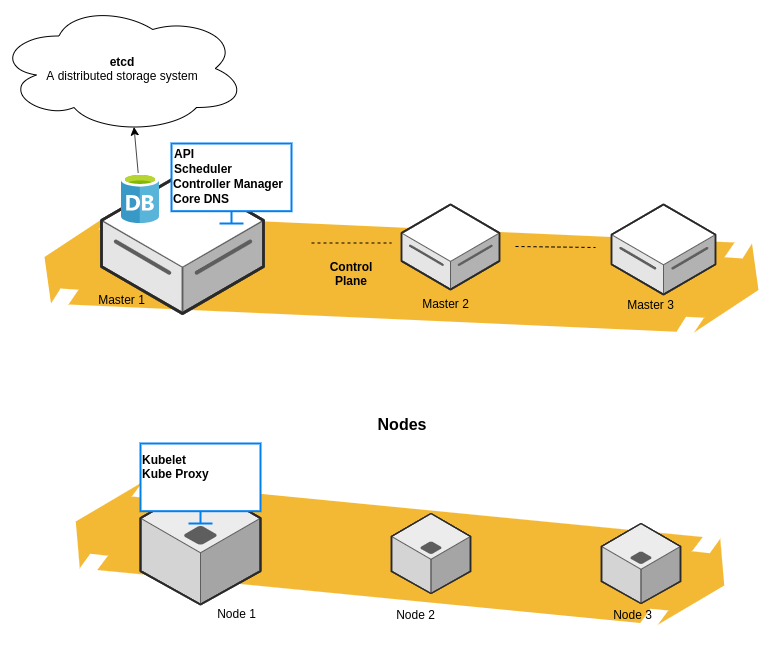 etcd
A distributed storage system
DB
API
Scheduler
Controller Manager
Core DNS
Control
Plane
Master 1
Master 2
Master 3
Nodes
Kubelet
Kube Proxy
Node 1
Node 2
Node 3